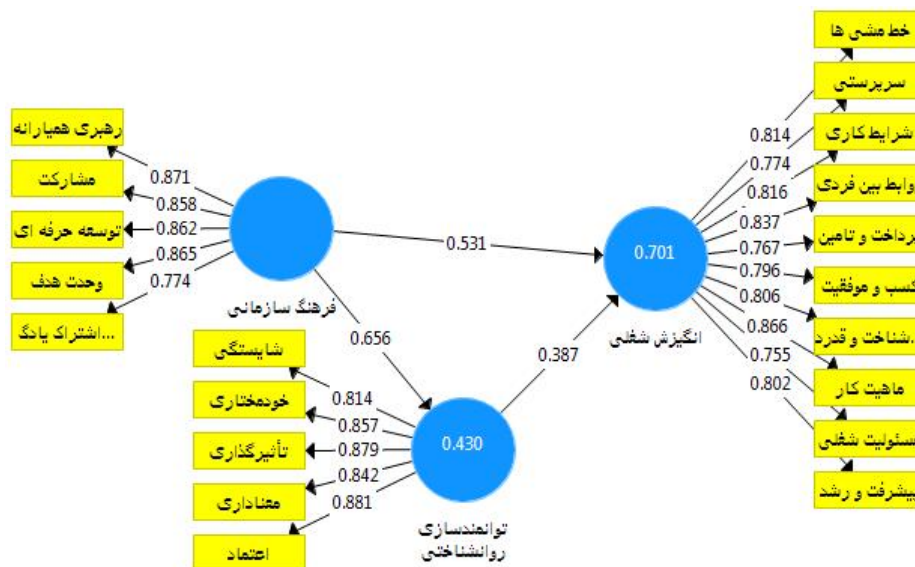 رهبری همیارانه
مشارکت
توسعه حرفه ای
وحدت هدف
اشتراک یادگ...
0.871
0.858
0.862
0.865
0.774
فرهنگ سازمانی
0.531
0.656
0.387
شایستگی
خودمختاری
تأثیرگذاری
معناداری
اعتماد
0.814
0.857
0.879
0.842
0.881
0.430
توانمندسازی
روانشناختی
0.701
انگیزش شغلی
0.814
0.774
0.816
0.837
0.767
0.796
0.806
0.866
0.755
0.802
خط مشی ها
سرپرستی
شرایط کاری
وابط بین فردی
رداخت و تامین
کسب و موفقیت
شناخت و قدرد..
ماهیت کار
سئولیت شغلی
پیشرفت و رشد